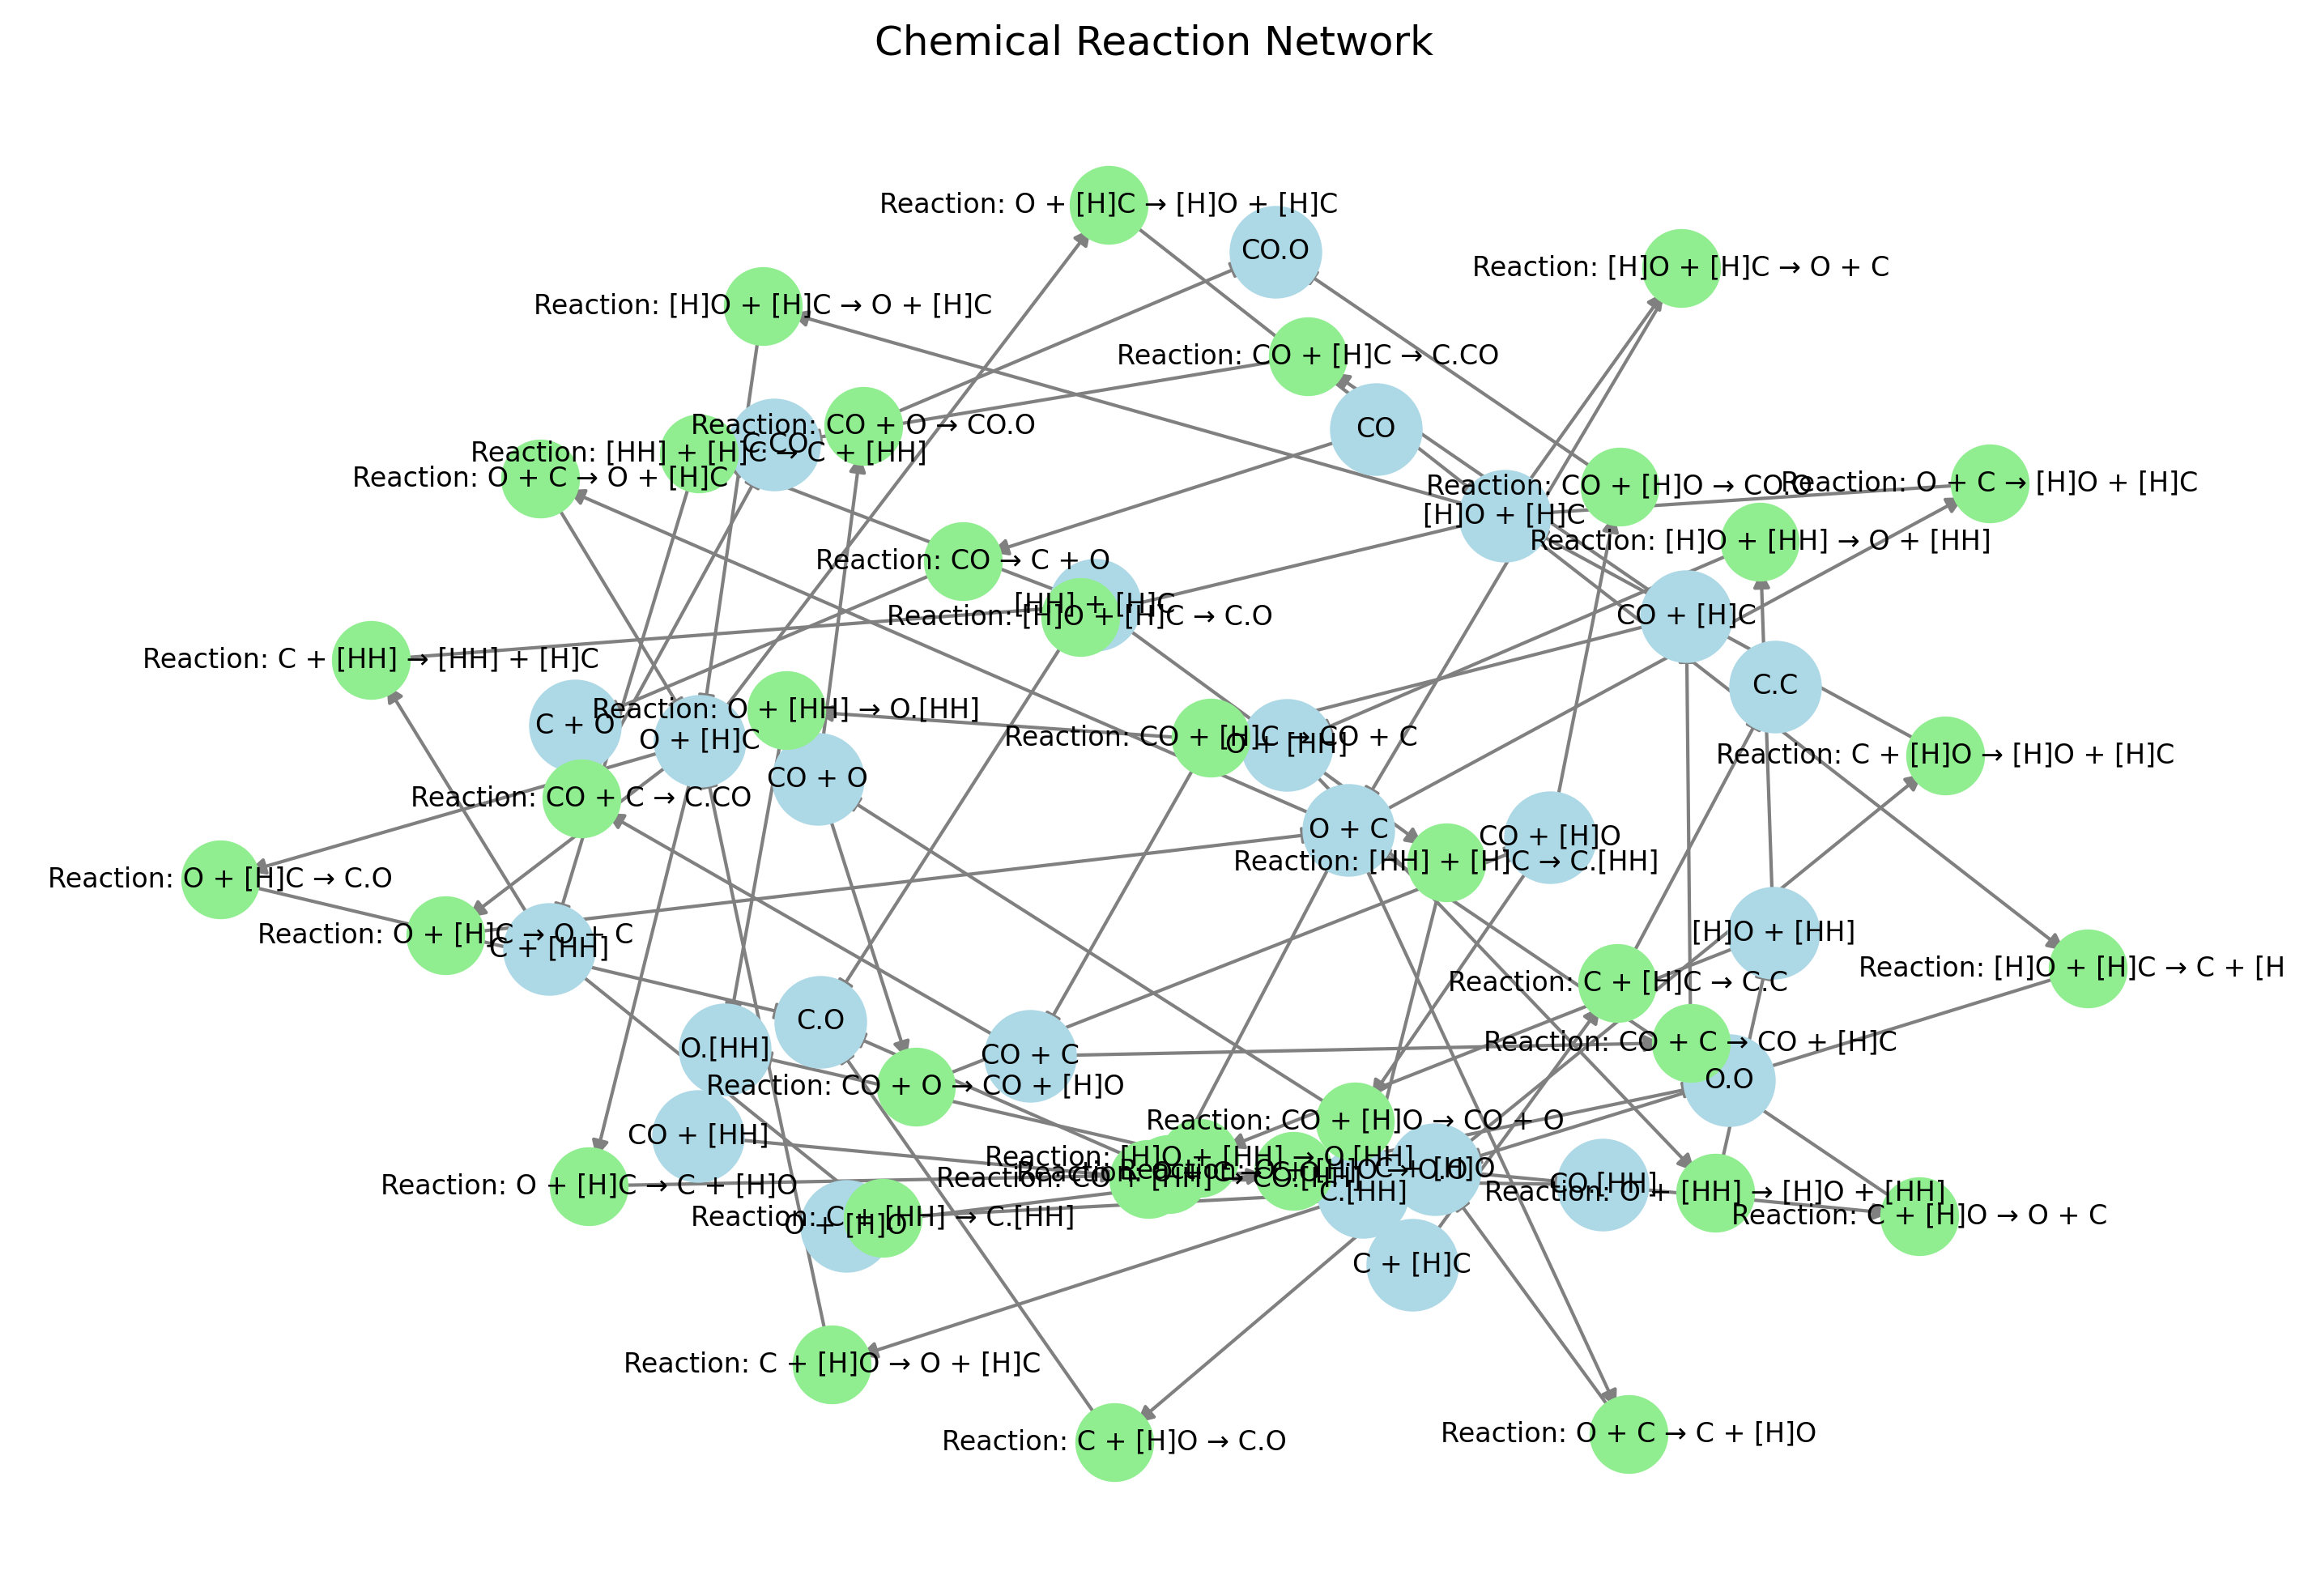 Chemical Reaction Network
Reaction: O + [H]C → [H]O + [H]C
CO.O
Reaction: [H]O + [H]C → O + C
Reaction: [H]O + [H]C → O + [H]C
Reaction: CO + [H]C → C.CO
Reaction: CO + O → CO.O
CO
C.CO
Reaction: [HH] + [H]C → C + [HH]
Reaction: O + C → O + [H]C
Reaction: CO + [H]O → CO.O
Reaction: O + C → [H]O + [H]C
[H]O + [H]C
Reaction: [H]O + [HH] → O + [HH]
Reaction: CO → C + O
[HH] + [H]C
Reaction: [H]O + [H]C → C.O
CO + [H]C
Reaction: C + [HH] → [HH] + [H]C
C.C
Reaction: O + [HH] → O.[HH]
C + O
O + [H]C
Reaction: CO + [H]C → CO + C
O + [HH]
Reaction: C + [H]O → [H]O + [H]C
CO + O
Reaction: CO + C → C.CO
O + C
CO + [H]O
Reaction: [HH] + [H]C → C.[HH]
Reaction: O + [H]C → C.O
Reaction: O + [H]C → O + C
C + [HH]
[H]O + [HH]
Reaction: [H]O + [H]C → C + [H
Reaction: C + [H]C → C.C
C.O
O.[HH]
CO + C
Reaction: CO + C → CO + [H]C
O.O
Reaction: CO + O → CO + [H]O
Reaction: CO + [H]O → CO + O
CO + [HH]
Reaction: [H]O + [HH] → O.[HH]
Reaction: CO + [HH] → CO.[HH]
C + [H]O
Reaction: O + [H]C → C + [H]O
C.[HH]
CO.[HH]
Reaction: O + [HH] → [H]O + [HH]
Reaction: C + [HH] → C.[HH]
O + [H]O
Reaction: C + [H]O → O + C
C + [H]C
Reaction: C + [H]O → O + [H]C
Reaction: C + [H]O → C.O
Reaction: O + C → C + [H]O